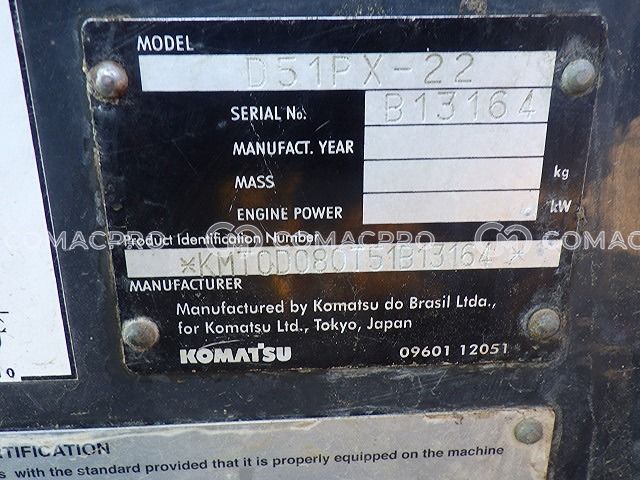 MODEL
D51PX-22
SERIAL No.
B13164
MANUFACT. YEAR
MASS
kg
ENGINE POWER
kW
COMACPRO COMACPRO COMACPRO COMACPRO
Product Identification Number
*KMT0D080T51B13164*
MANUFACTURER
Manufactured by Komatsu do Brasil Ltda.,
for Komatsu Ltd., Tokyo, Japan
KOMATSU
09601 12051
with the standard provided that it is properly equipped on the machine